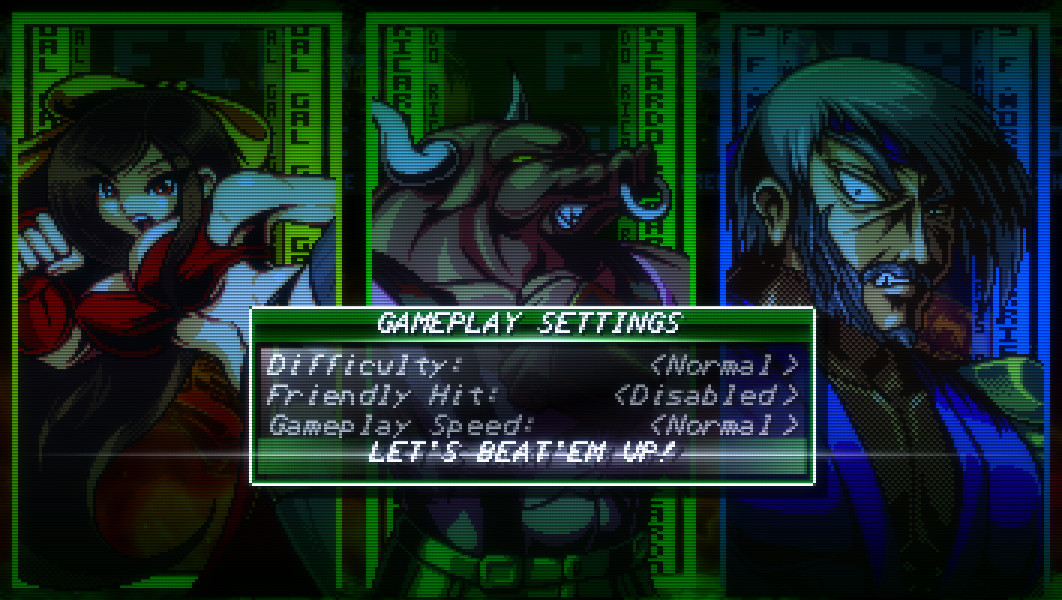 GAMEPLAY SETTINGS
Difficulty: <Normal>
Friendly Hit: <Disabled>
Gameplay Speed: <Normal>
LET'S BEAT'EM UP!